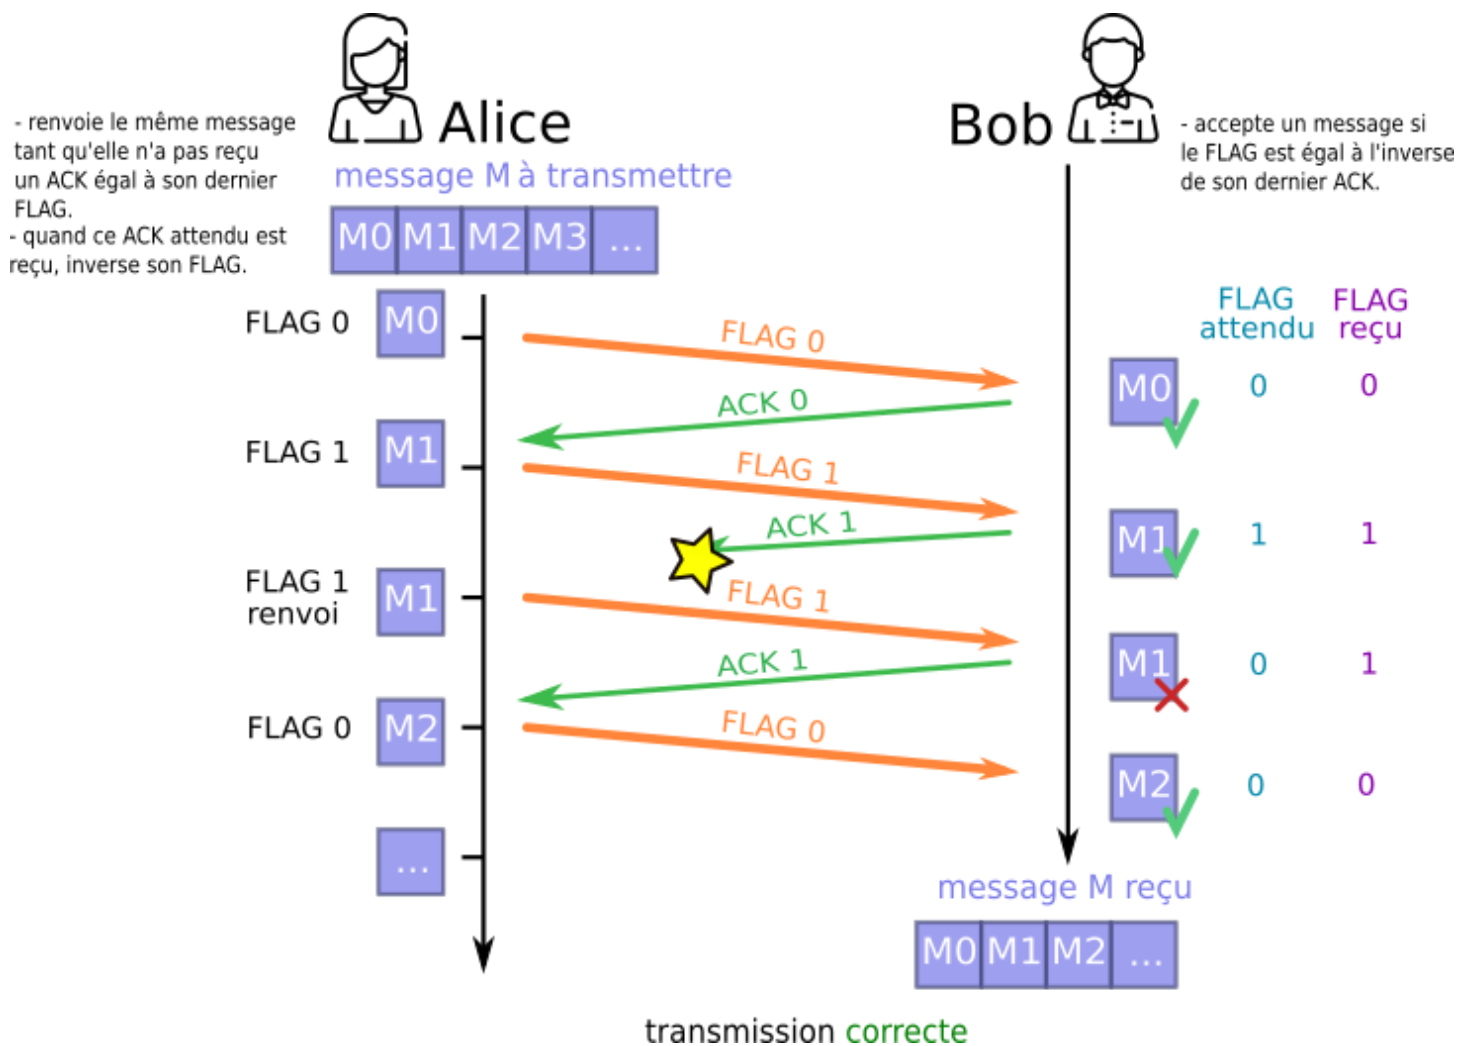 Alice
Bob
- renvoie le même message
tant qu'elle n'a pas reçu
un ACK égal à son dernier
FLAG.
- quand ce ACK attendu est
reçu, inverse son FLAG.
- accepte un message si
le FLAG est égal à l'inverse
de son dernier ACK.
message M à transmettre
M0 M1 M2 M3 ...
FLAG attendu
FLAG reçu
FLAG 0
M0
FLAG 0
M0
0
0
ACK 0
FLAG 1
M1
FLAG 1
M1
1
1
ACK 1
FLAG 1
renvoi
M1
FLAG 1
M1
0
1
ACK 1
FLAG 0
M2
FLAG 0
M2
0
0
...
message M reçu
M0 M1 M2 ...
transmission correcte